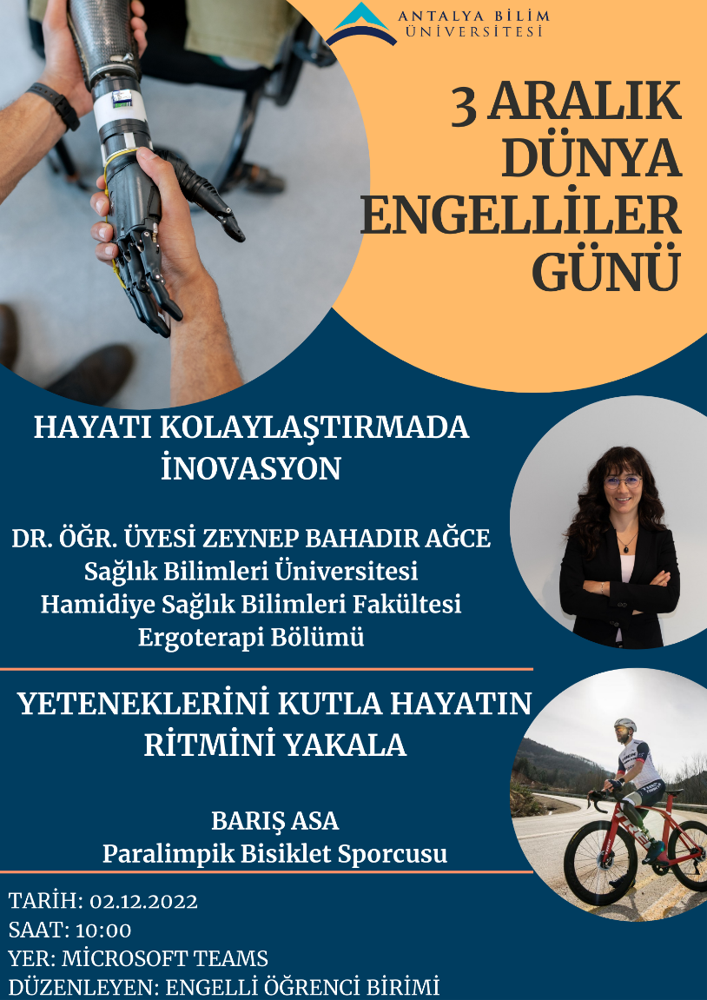 ANTALYA BİLİM
ÜNİVERSİTESİ
3 ARALIK
DÜNYA
ENGELLİLER
GÜNÜ
HAYATI KOLAYLAŞTIRMADA
İNOVASYON
DR. ÖĞR. ÜYESİ ZEYNEP BAHADIR AĞCE
Sağlık Bilimleri Üniversitesi
Hamidiye Sağlık Bilimleri Fakültesi
Ergoterapi Bölümü
YETENEKLERİNİ KUTLA HAYATIN
RİTMİNİ YAKALA
BARIŞ ASA
Paralimpik Bisiklet Sporcusu
TARİH: 02.12.2022
SAAT: 10:00
YER: MİCROSOFT TEAMS
DÜZENLEYEN: ENGELLİ ÖĞRENCİ BİRİMİ